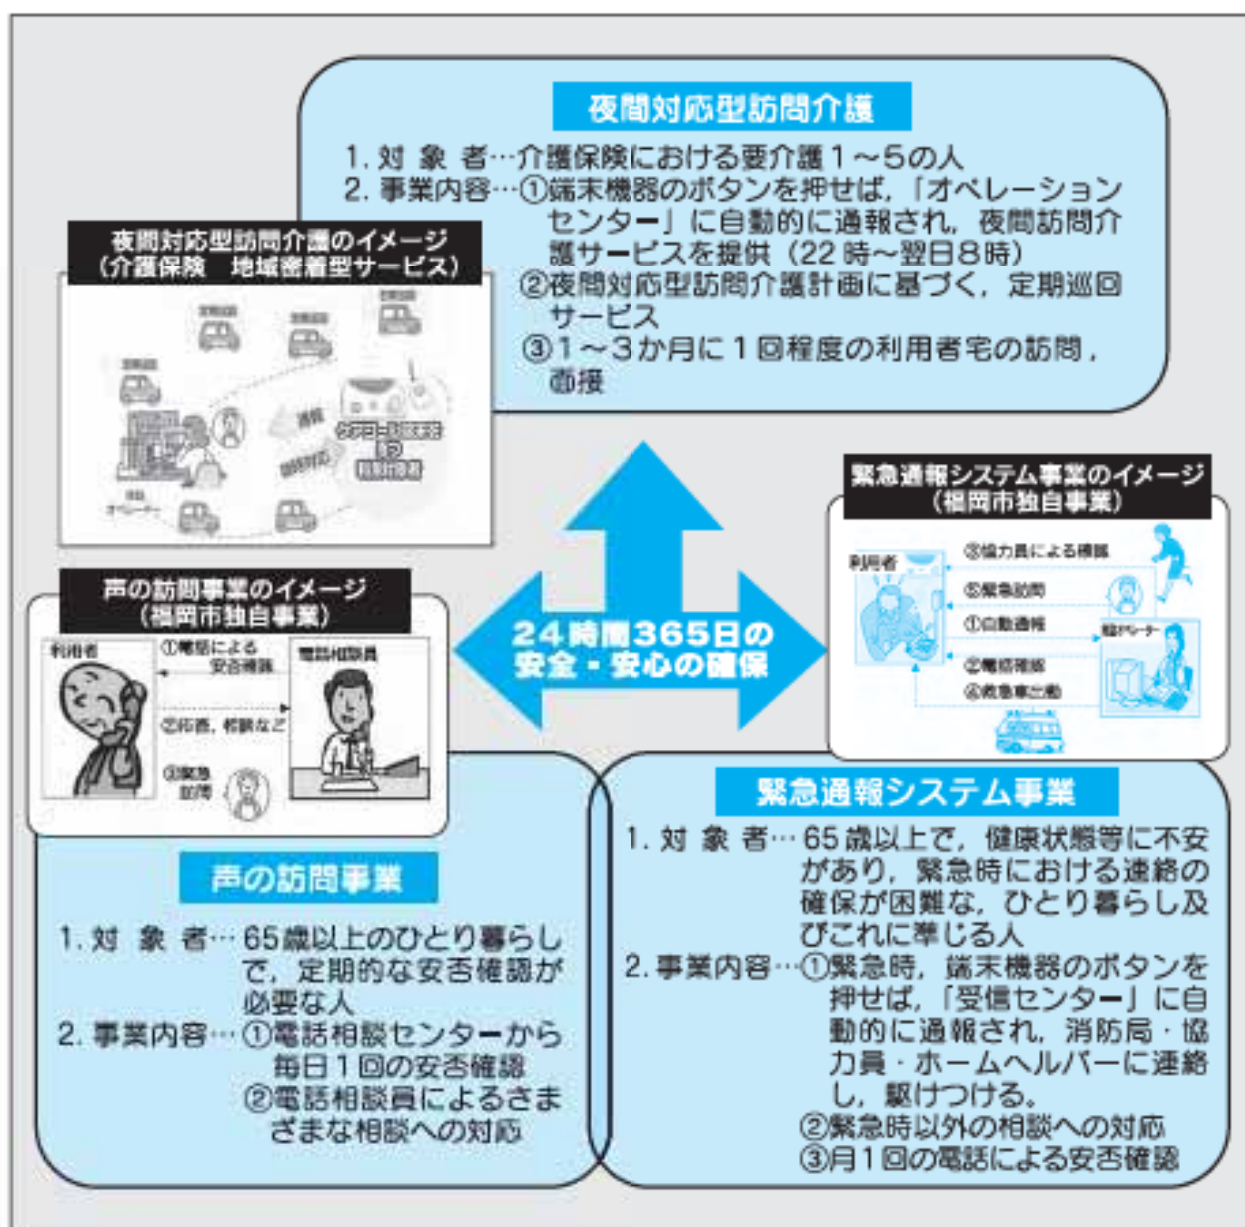 夜間対応型訪問介護
1. 対象者…介護保険における要介護1～5の人
2. 事業内容…①端末機器のボタンを押せば,「オペレーション
センター」に自動的に通報され, 夜間訪問介
護サービスを提供（22時～翌日8時）
②夜間対応型訪問介護計画に基づく, 定期巡回
サービス
③1～3か月に1回程度の利用者宅の訪問,
面接
夜間対応型訪問介護のイメージ
（介護保険　地域密着型サービス）
通報
随時対応
オペレーター
緊急通報システム事業のイメージ
（福岡市独自事業）
利用者
③協力員による確認
⑤緊急訪問
①自動通報
②電話確認
④救急車出動
声の訪問事業のイメージ
（福岡市独自事業）
利用者
①電話による
安否確認
電話相談員
②応答, 相談など
③緊急
訪問
24時間365日の
安全・安心の確保
声の訪問事業
1. 対象者…65歳以上のひとり暮らし
で, 定期的な安否確認が
必要な人
2. 事業内容…①電話相談センターから
毎日1回の安否確認
②電話相談員によるさま
ざまな相談への対応
緊急通報システム事業
1. 対象者…65歳以上で, 健康状態等に不安
があり, 緊急時における連絡の
確保が困難な, ひとり暮らし及
びこれに準じる人
2. 事業内容…①緊急時, 端末機器のボタンを
押せば,「受信センター」に自
動的に通報され, 消防局・協
力員・ホームヘルパーに連絡
し, 駆けつける。
②緊急時以外の相談への対応
③月1回の電話による安否確認